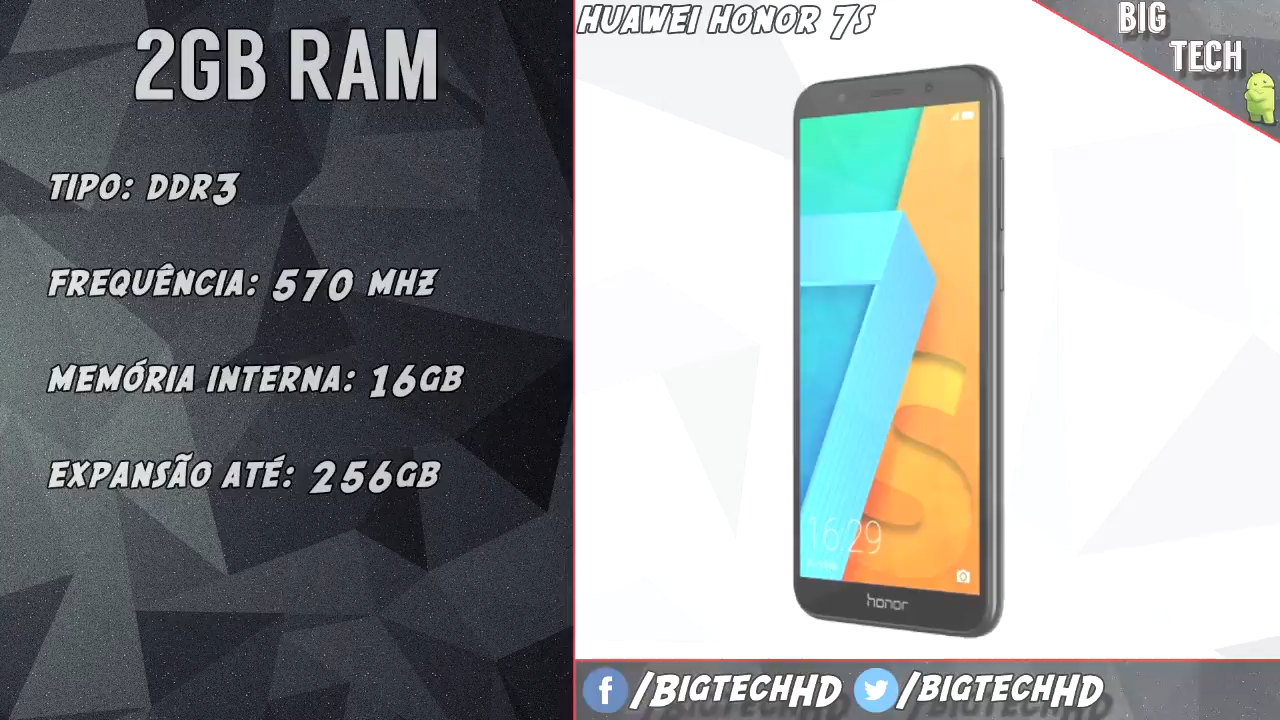 2GB RAM
TIPO: DDR3
FREQUÊNCIA: 570 MHZ
MEMÓRIA INTERNA: 16GB
EXPANSÃO ATÉ: 256GB
HUAWEI HONOR 7S
BIG
TECH
7
S
16:29
honor
f /BIGTECHHD /BIGTECHHD